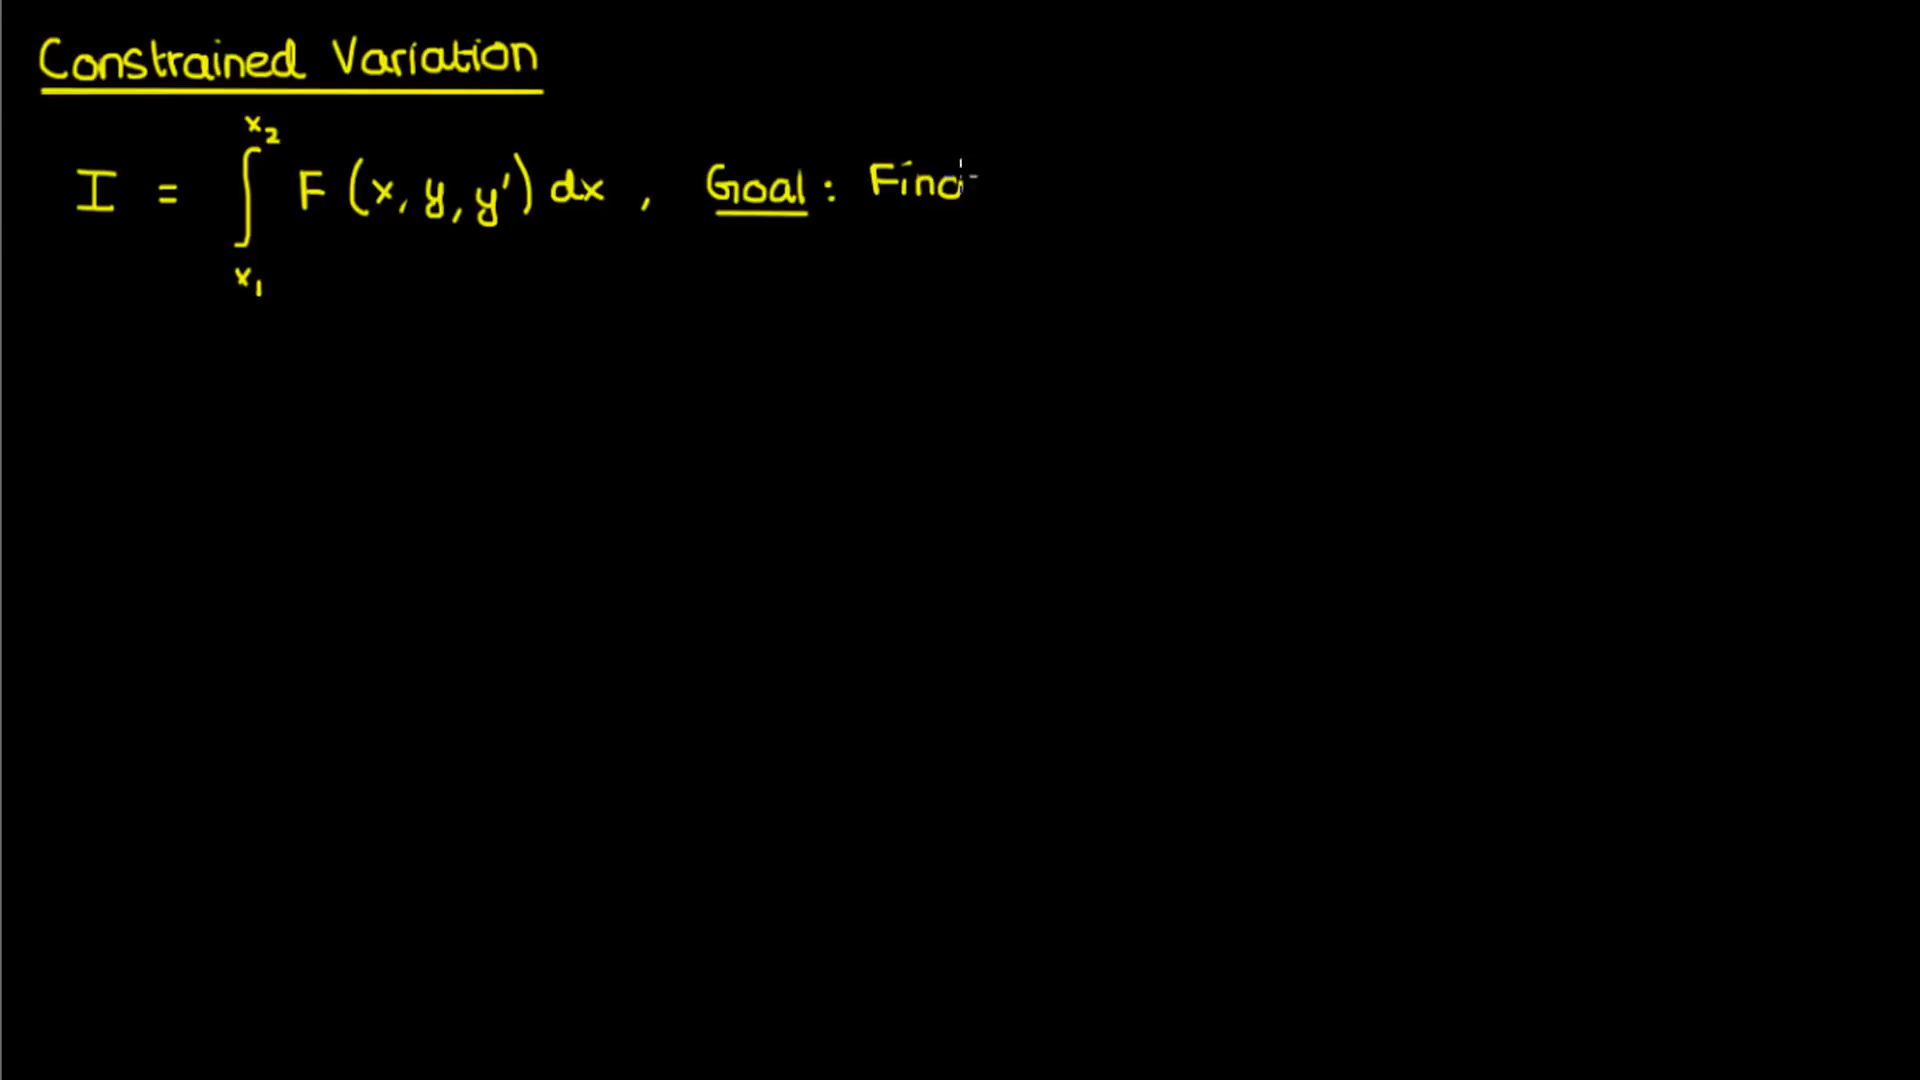 Constrained Variation
I = ∫_{x₁}^{x₂} F (x, y, y') dx , Goal : Find